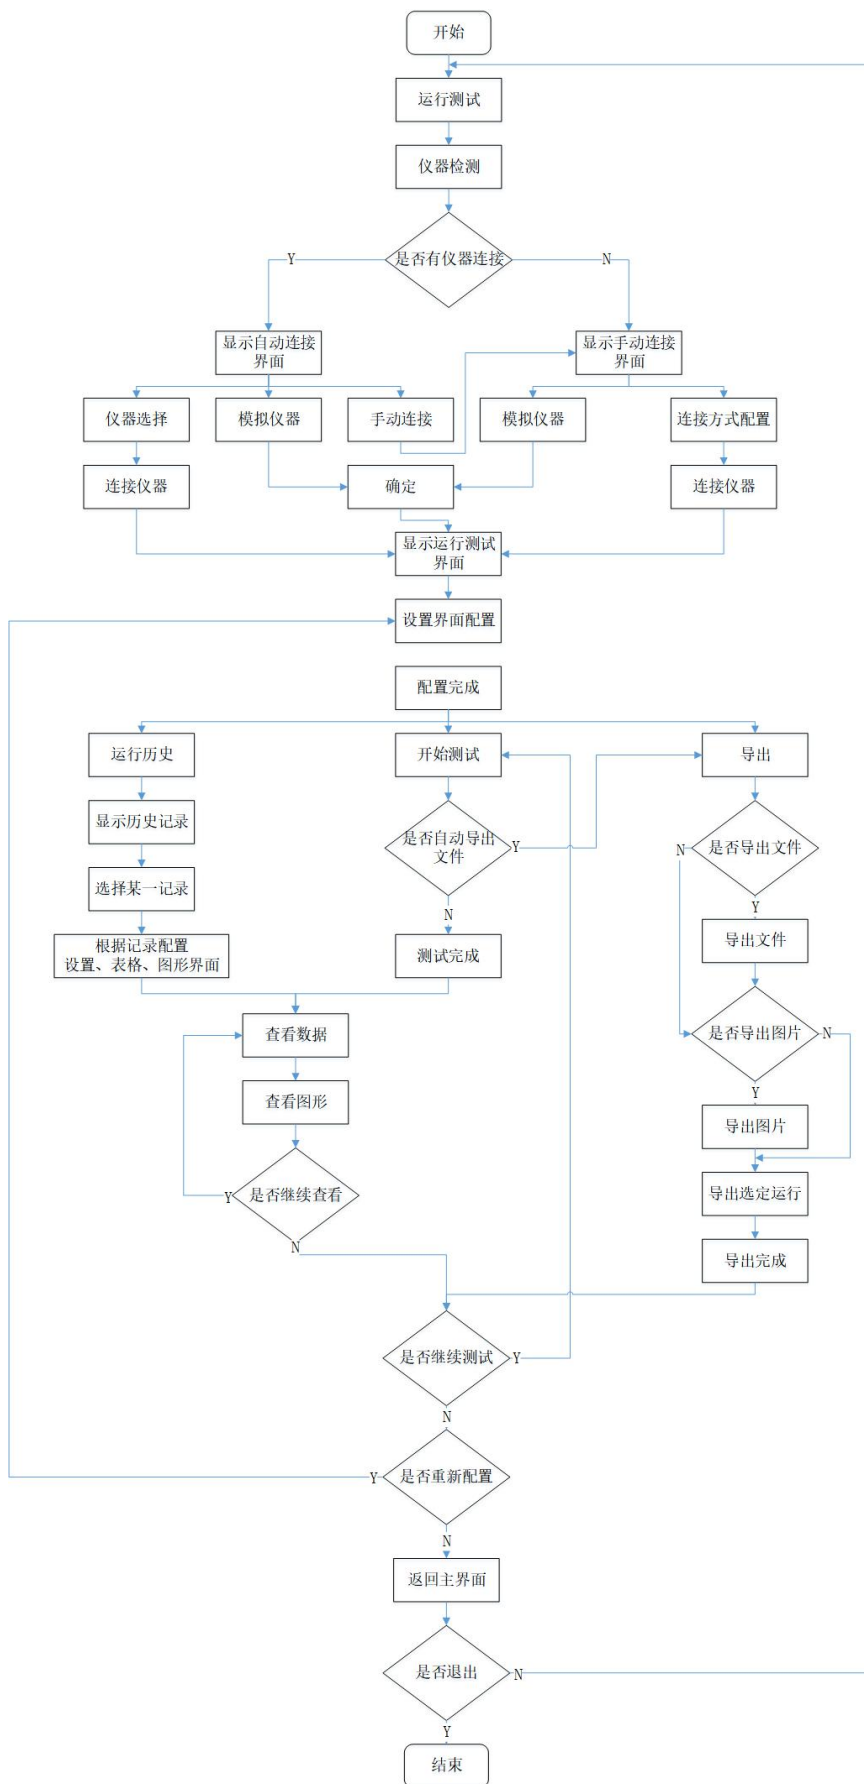 开始
运行测试
仪器检测
是否有仪器连接
Y
N
显示自动连接
界面
显示手动连接
界面
仪器选择
模拟仪器
手动连接
模拟仪器
连接方式配置
连接仪器
确定
连接仪器
显示运行测试
界面
设置界面配置
配置完成
运行历史
开始测试
导出
显示历史记录
是否自动导出
文件
Y
是否导出文件
N
选择某一记录
N
Y
根据记录配置
设置、表格、图形界面
测试完成
导出文件
查看数据
是否导出图片
N
查看图形
Y
导出图片
是否继续查看
Y
导出选定运行
N
导出完成
是否继续测试
Y
N
是否重新配置
Y
N
返回主界面
是否退出
N
Y
结束